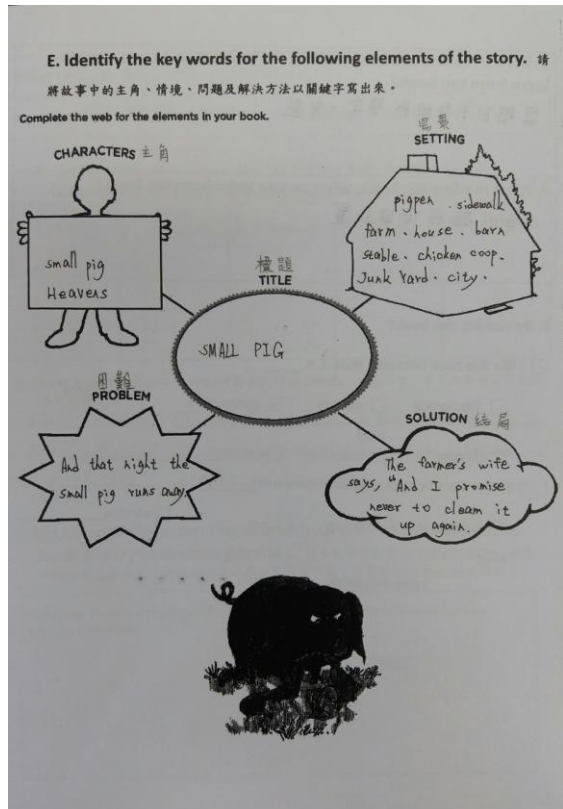 E. Identify the key words for the following elements of the story. 請
將故事中的主角、情境、問題及解決方法以關鍵字寫出來。
Complete the web for the elements in your book.
CHARACTERS 主角
small pig
Heavens
背景
SETTING
pigpen . sidewalk
farm、house、barn
stable、chicken coop.
Junk Yard、city.
標題
TITLE
SMALL PIG
困難
PROBLEM
And that night the
small pig runs away.
SOLUTION 結局
The farmer's wife
says, "And I promise
never to cleam it
up again.